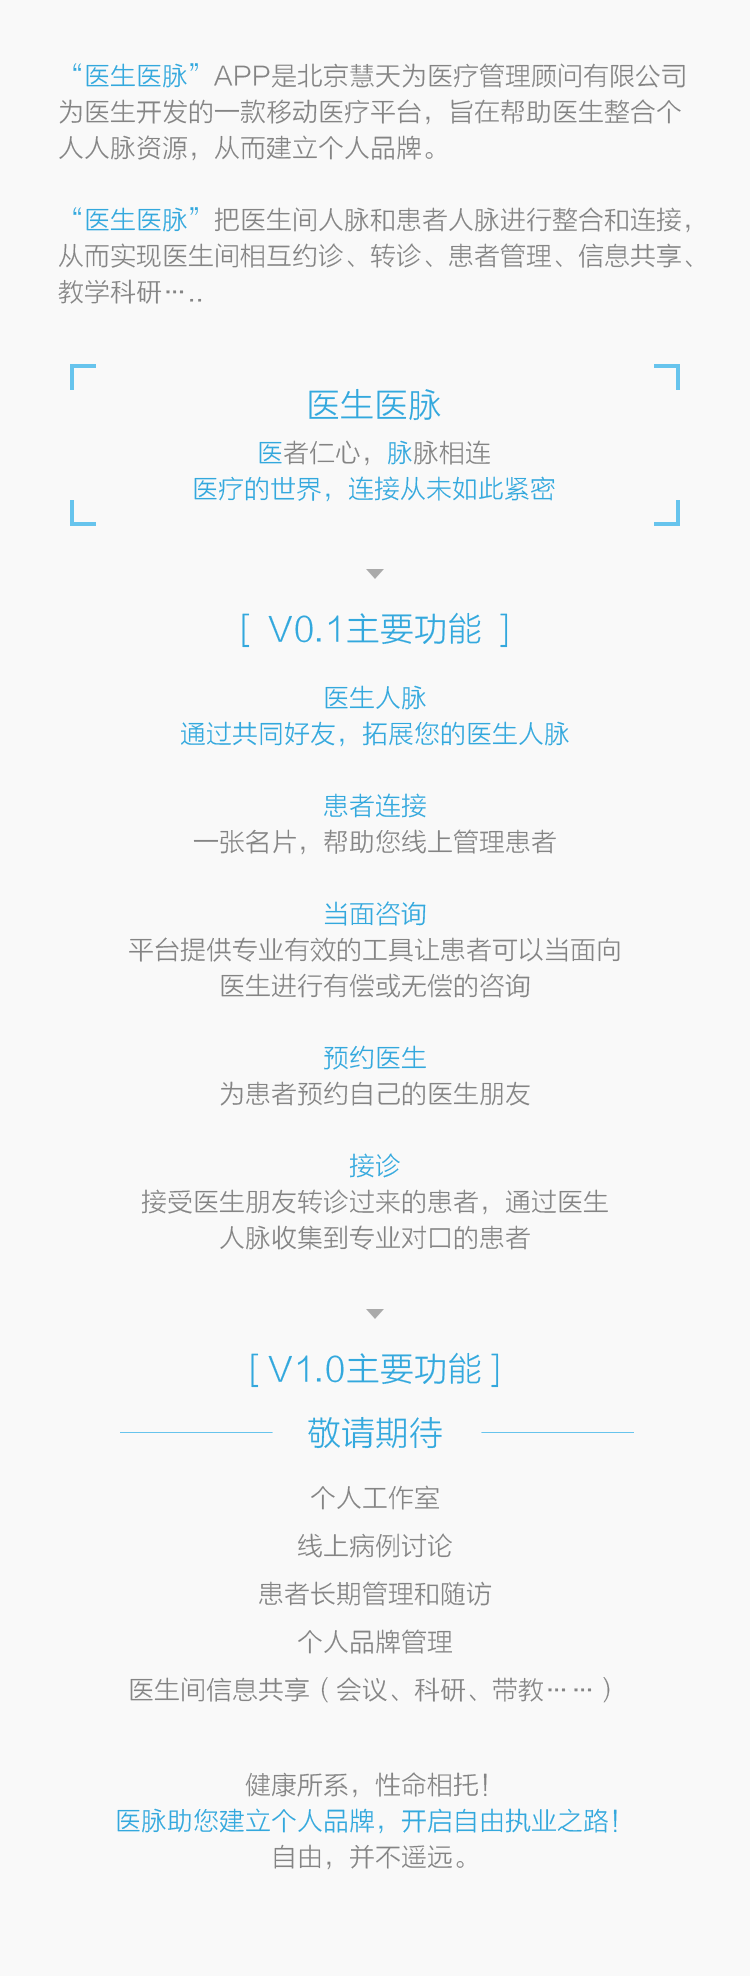 “医生医脉”APP是北京慧天为医疗管理顾问有限公司
为医生开发的一款移动医疗平台，旨在帮助医生整合个
人人脉资源，从而建立个人品牌。
“医生医脉”把医生间人脉和患者人脉进行整合和连接，
从而实现医生间相互约诊、转诊、患者管理、信息共享、
教学科研…..
医生医脉
医者仁心，脉脉相连
医疗的世界，连接从未如此紧密
[ V0.1主要功能 ]
医生人脉
通过共同好友，拓展您的医生人脉
患者连接
一张名片，帮助您线上管理患者
当面咨询
平台提供专业有效的工具让患者可以当面向
医生进行有偿或无偿的咨询
预约医生
为患者预约自己的医生朋友
接诊
接受医生朋友转诊过来的患者，通过医生
人脉收集到专业对口的患者
[ V1.0主要功能 ]
敬请期待
个人工作室
线上病例讨论
患者长期管理和随访
个人品牌管理
医生间信息共享（会议、科研、带教……）
健康所系，性命相托！
医脉助您建立个人品牌，开启自由执业之路！
自由，并不遥远。